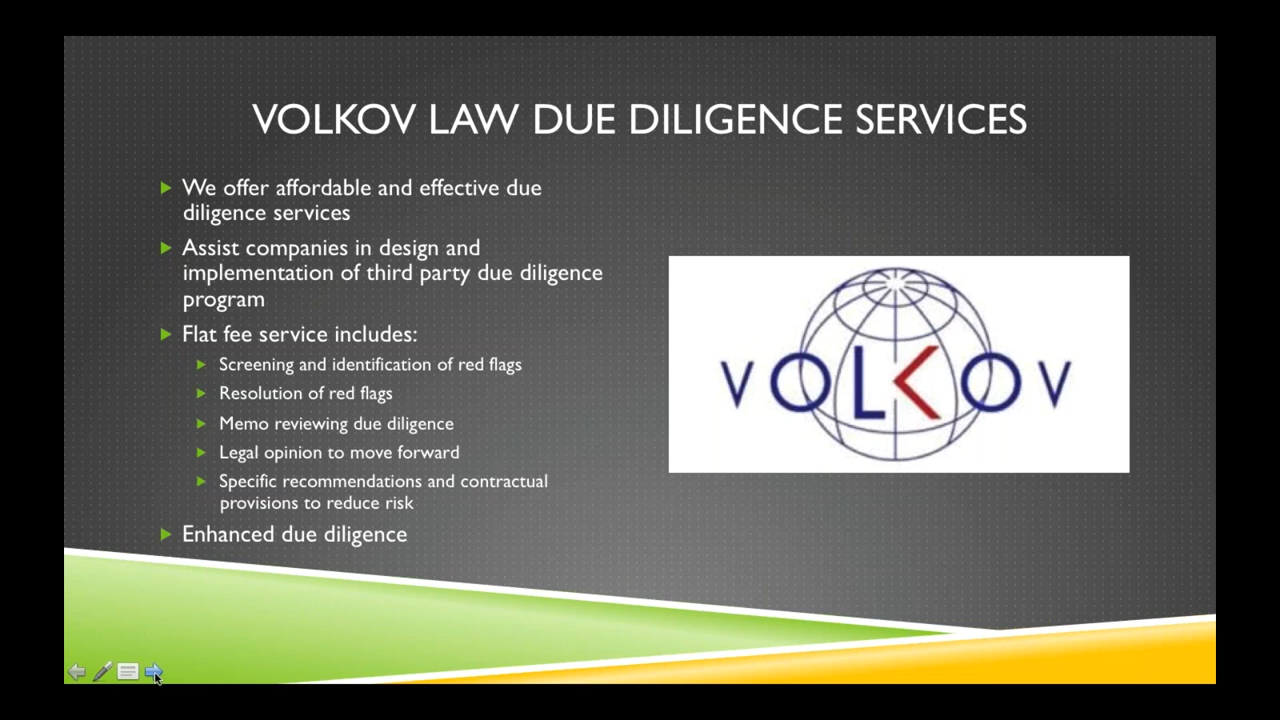 VOLKOV LAW DUE DILIGENCE SERVICES
We offer affordable and effective due
diligence services
Assist companies in design and
implementation of third party due diligence
program
Flat fee service includes:
Screening and identification of red flags
Resolution of red flags
Memo reviewing due diligence
Legal opinion to move forward
Specific recommendations and contractual
provisions to reduce risk
Enhanced due diligence
VOLKOV